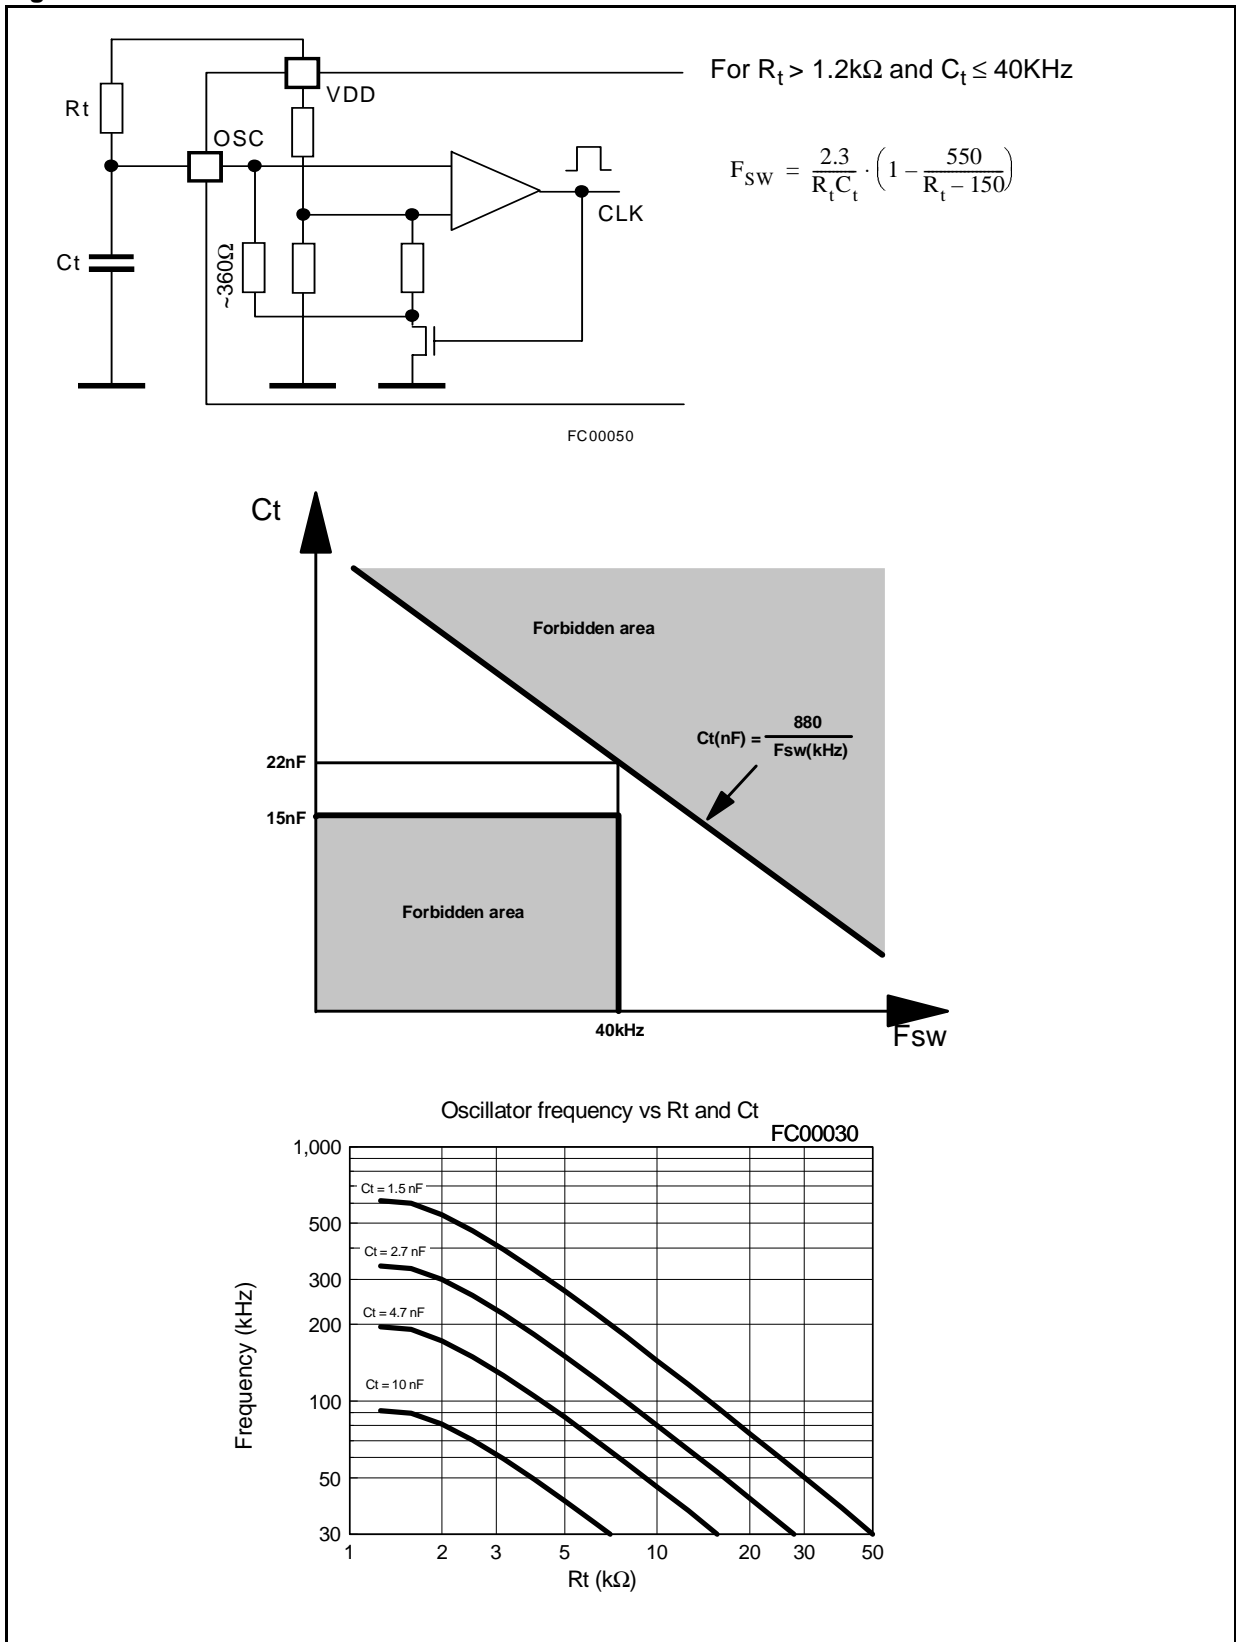 For Rt > 1.2kΩ and Ct ≤ 40KHz
VDD
Rt
OSC
FSW = 2.3 / RtCt · (1 − 550 / Rt − 150)
CLK
Ct
~360Ω
FC00050
Ct
Forbidden area
Ct(nF) = 880 / Fsw(kHz)
22nF
15nF
Forbidden area
40kHz
Fsw
Oscillator frequency vs Rt and Ct
FC00030
1,000
Ct = 1.5 nF
500
Ct = 2.7 nF
300
Ct = 4.7 nF
200
Ct = 10 nF
100
50
30
Frequency (kHz)
1 2 3 5 10 20 30 50
Rt (kΩ)